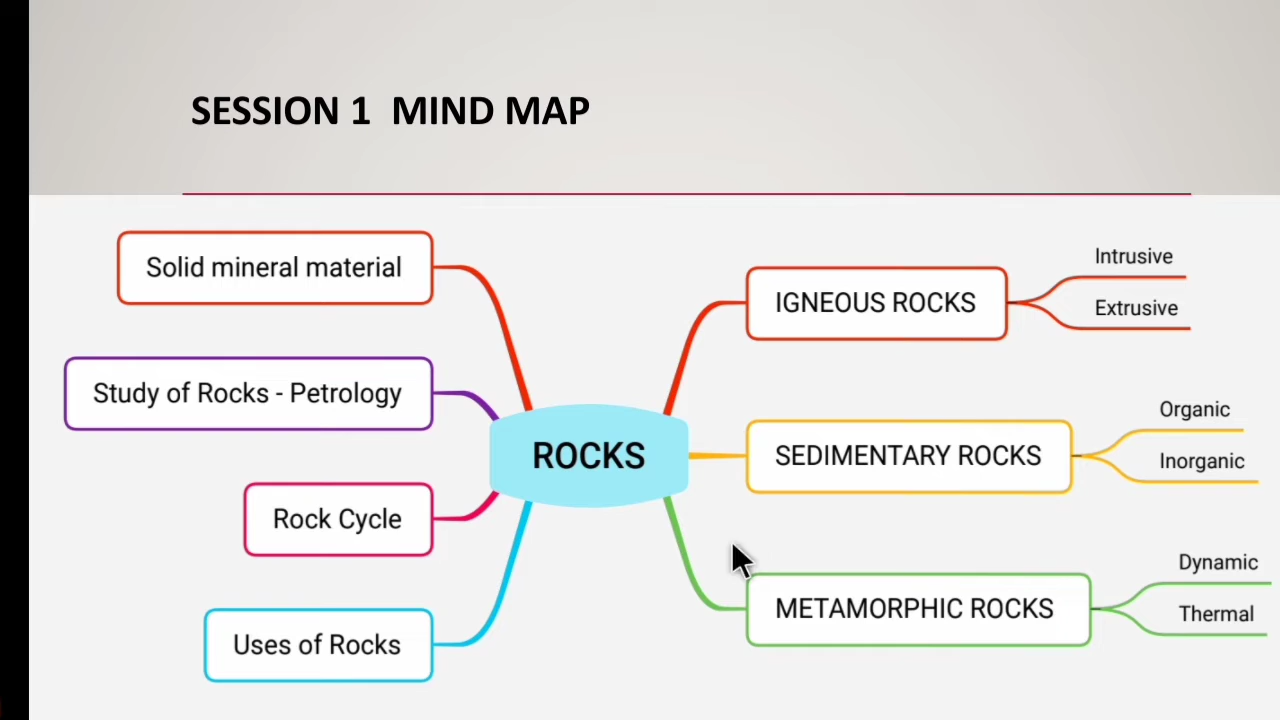 SESSION 1 MIND MAP
Solid mineral material
Study of Rocks - Petrology
Rock Cycle
Uses of Rocks
ROCKS
IGNEOUS ROCKS
Intrusive
Extrusive
SEDIMENTARY ROCKS
Organic
Inorganic
METAMORPHIC ROCKS
Dynamic
Thermal